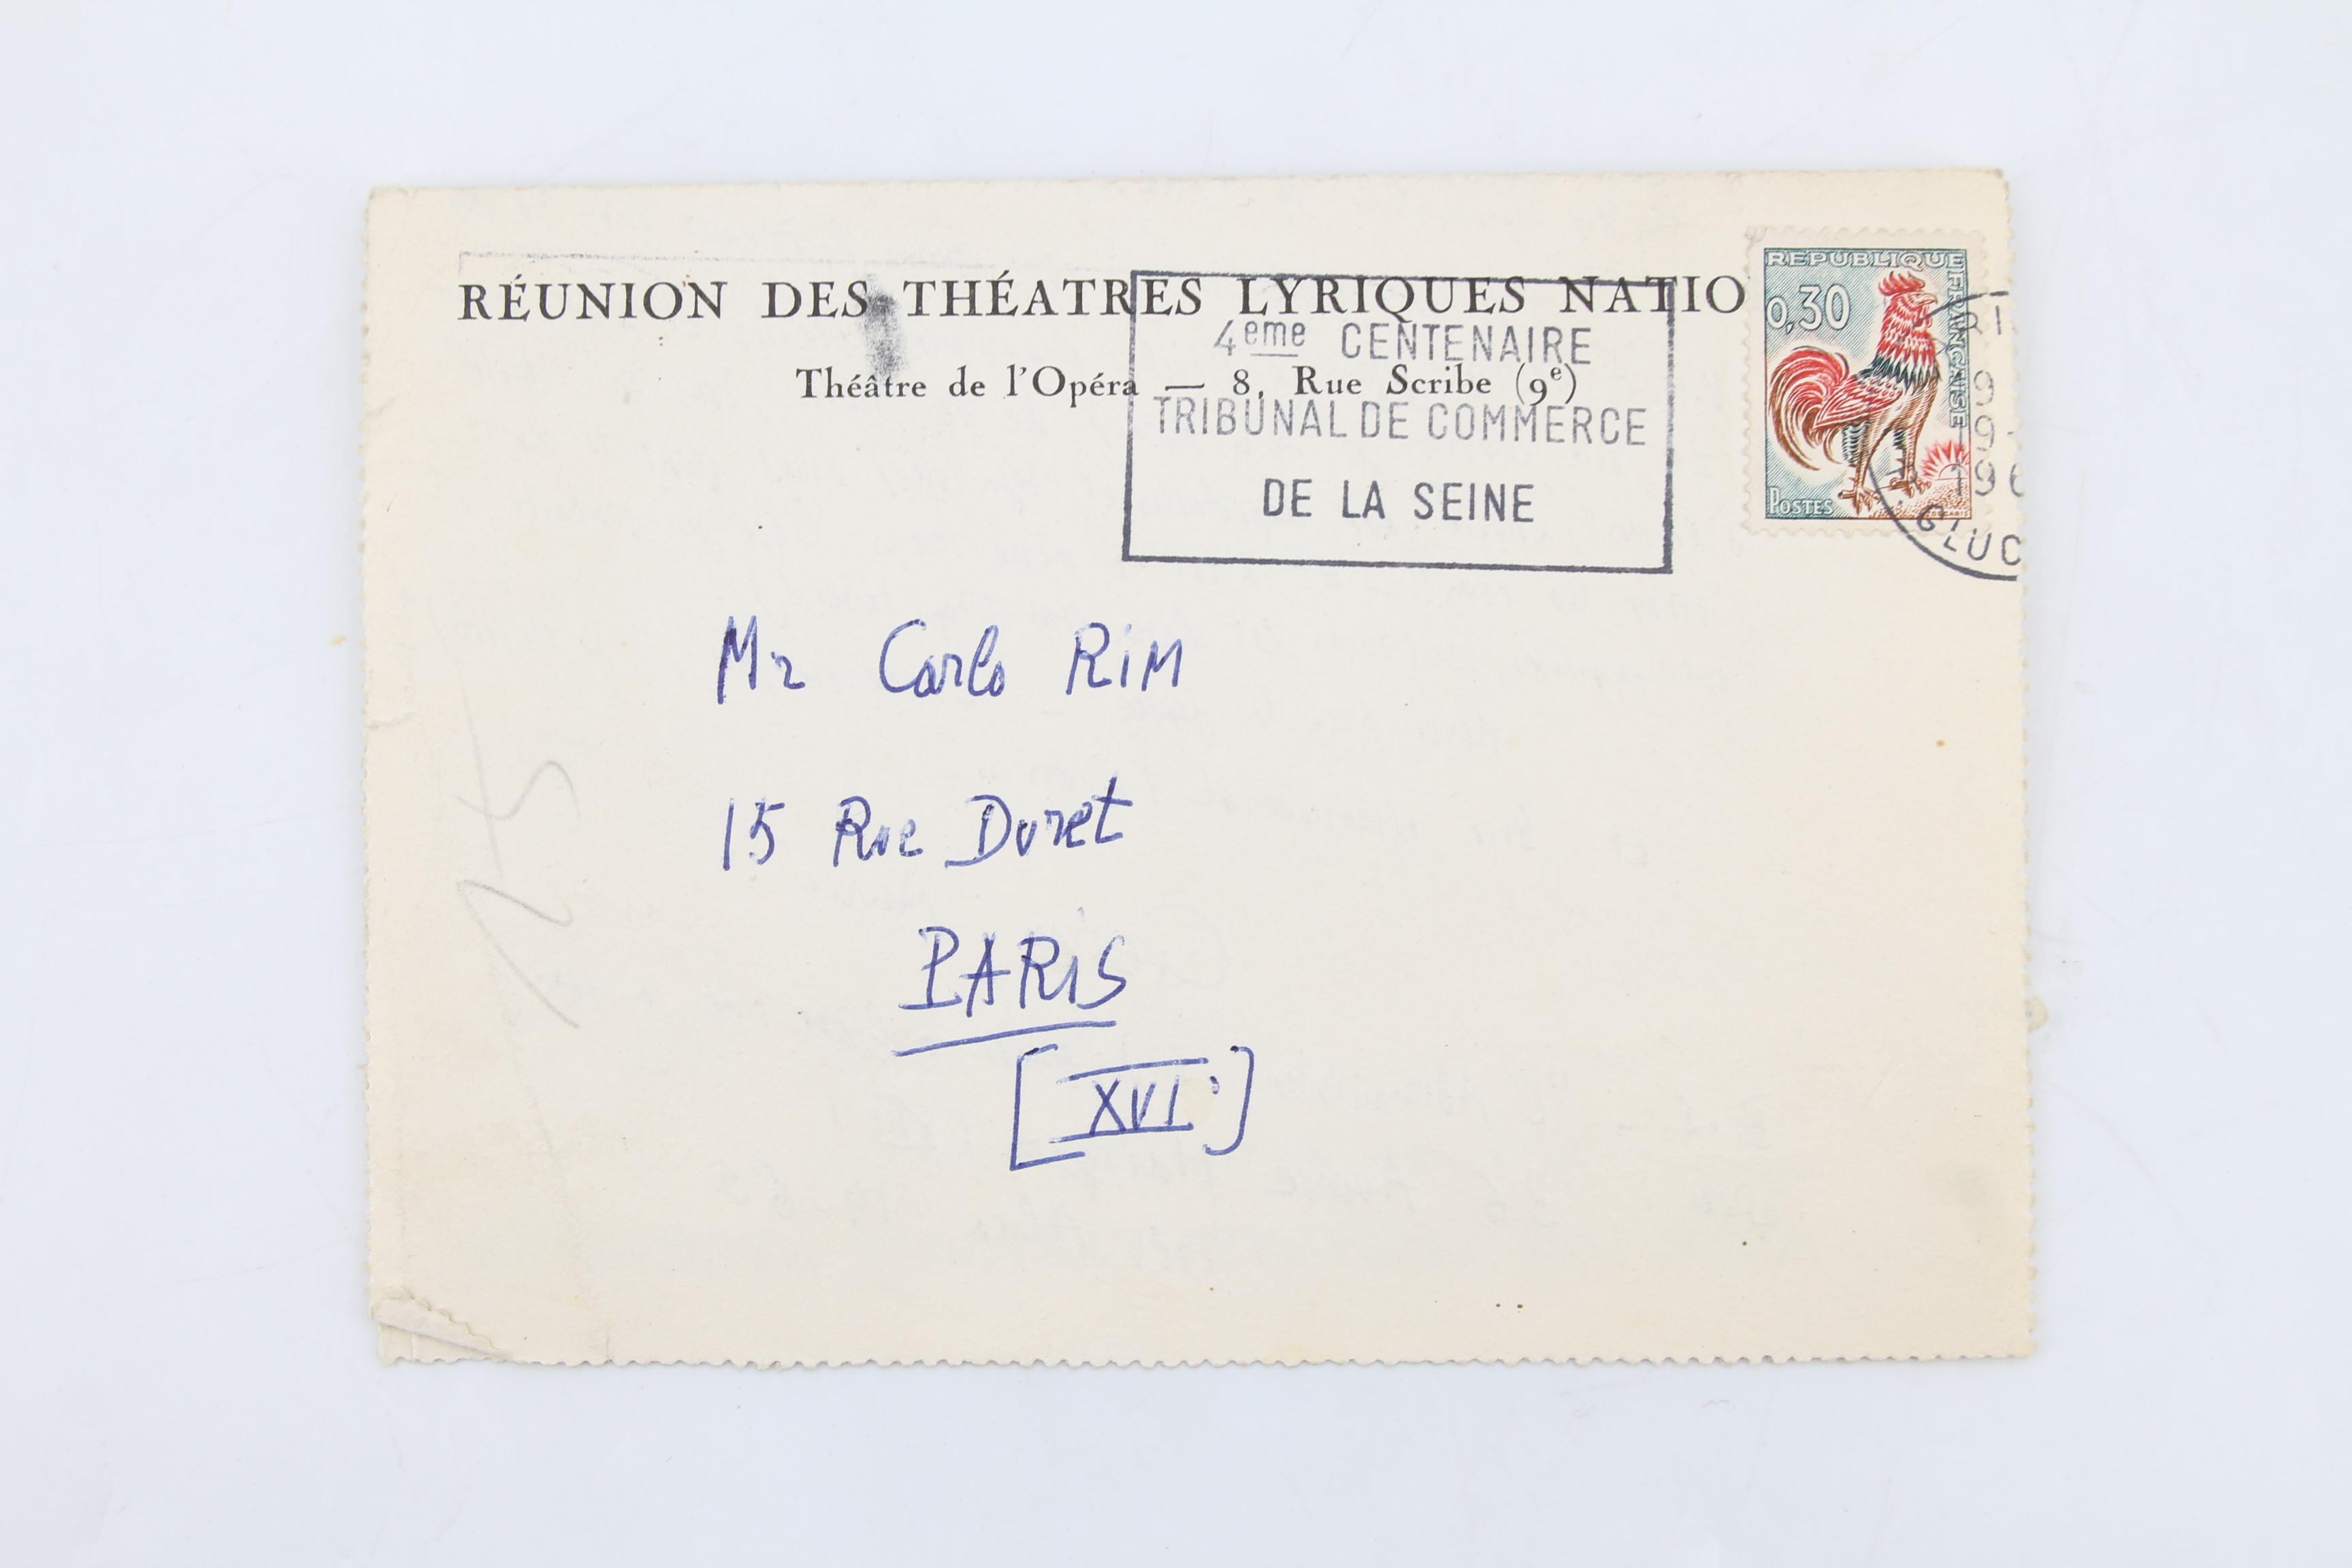 RÉUNION DES THÉATRES LYRIQUES NATIO
Théâtre de l'Opéra — 8, Rue Scribe (9e)
4eme CENTENAIRE
TRIBUNAL DE COMMERCE
DE LA SEINE
REPUBLIQUE
FRANÇAISE
0,30
POSTES
GLUC
Mr Carlo RiM
15 Rue Duret
PARIS
[XVI°]